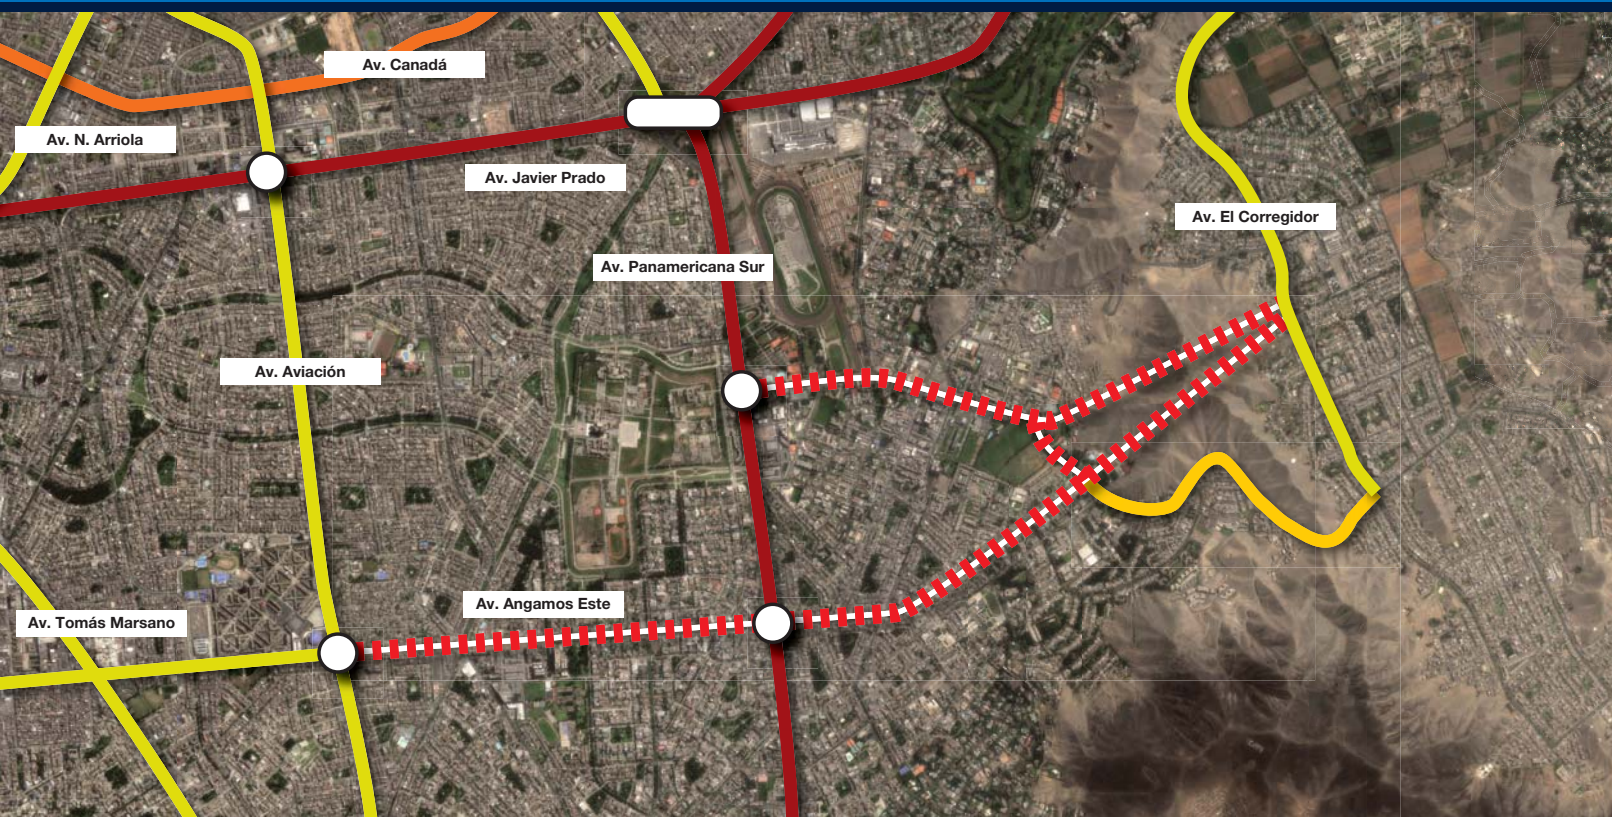 Av. Canadá
Av. N. Arriola
Av. Javier Prado
Av. El Corregidor
Av. Panamericana Sur
Av. Aviación
Av. Angamos Este
Av. Tomás Marsano